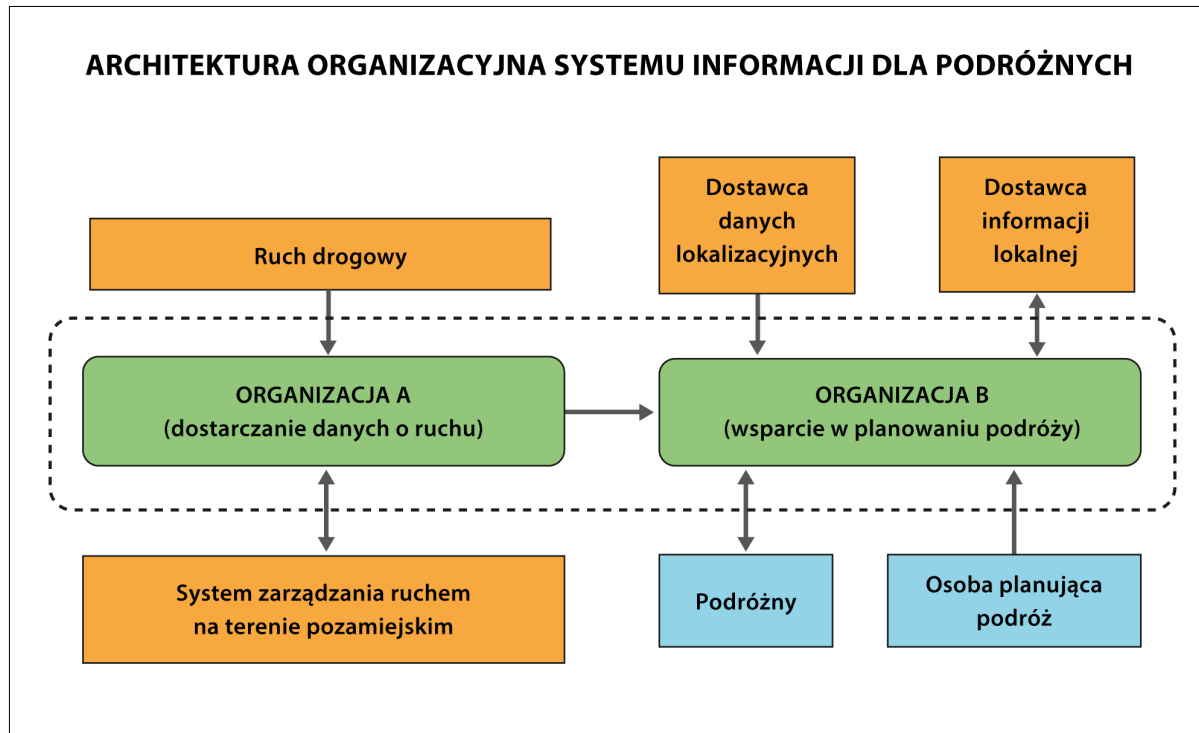 ARCHITEKTURA ORGANIZACYJNA SYSTEMU INFORMACJI DLA PODRÓŻNYCH
Ruch drogowy
Dostawca
danych
lokalizacyjnych
Dostawca
informacji
lokalnej
ORGANIZACJA A
(dostarczanie danych o ruchu)
ORGANIZACJA B
(wsparcie w planowaniu podróży)
System zarządzania ruchem
na terenie pozamiejskim
Podróżny
Osoba planująca
podróż